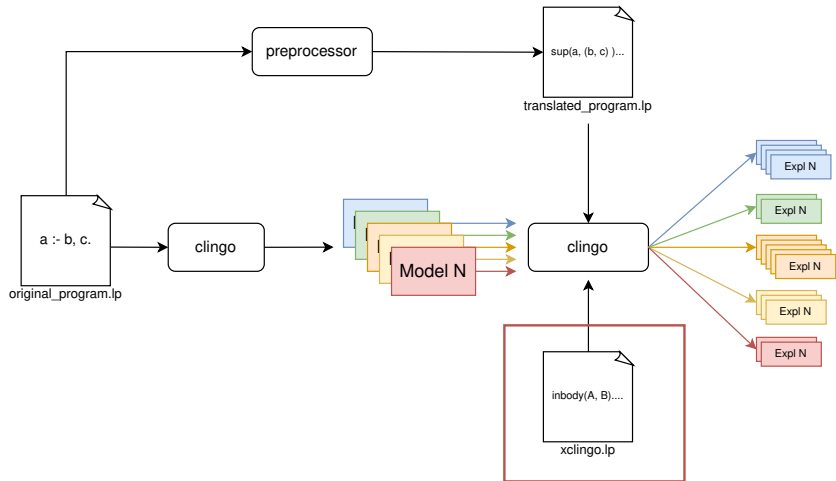 preprocessor
sup(a, (b, c) )...
translated_program.lp
a :- b, c.
original_program.lp
clingo
Model N
clingo
inbody(A, B)....
xclingo.lp
Expl N
Expl N
Expl N
Expl N
Expl N